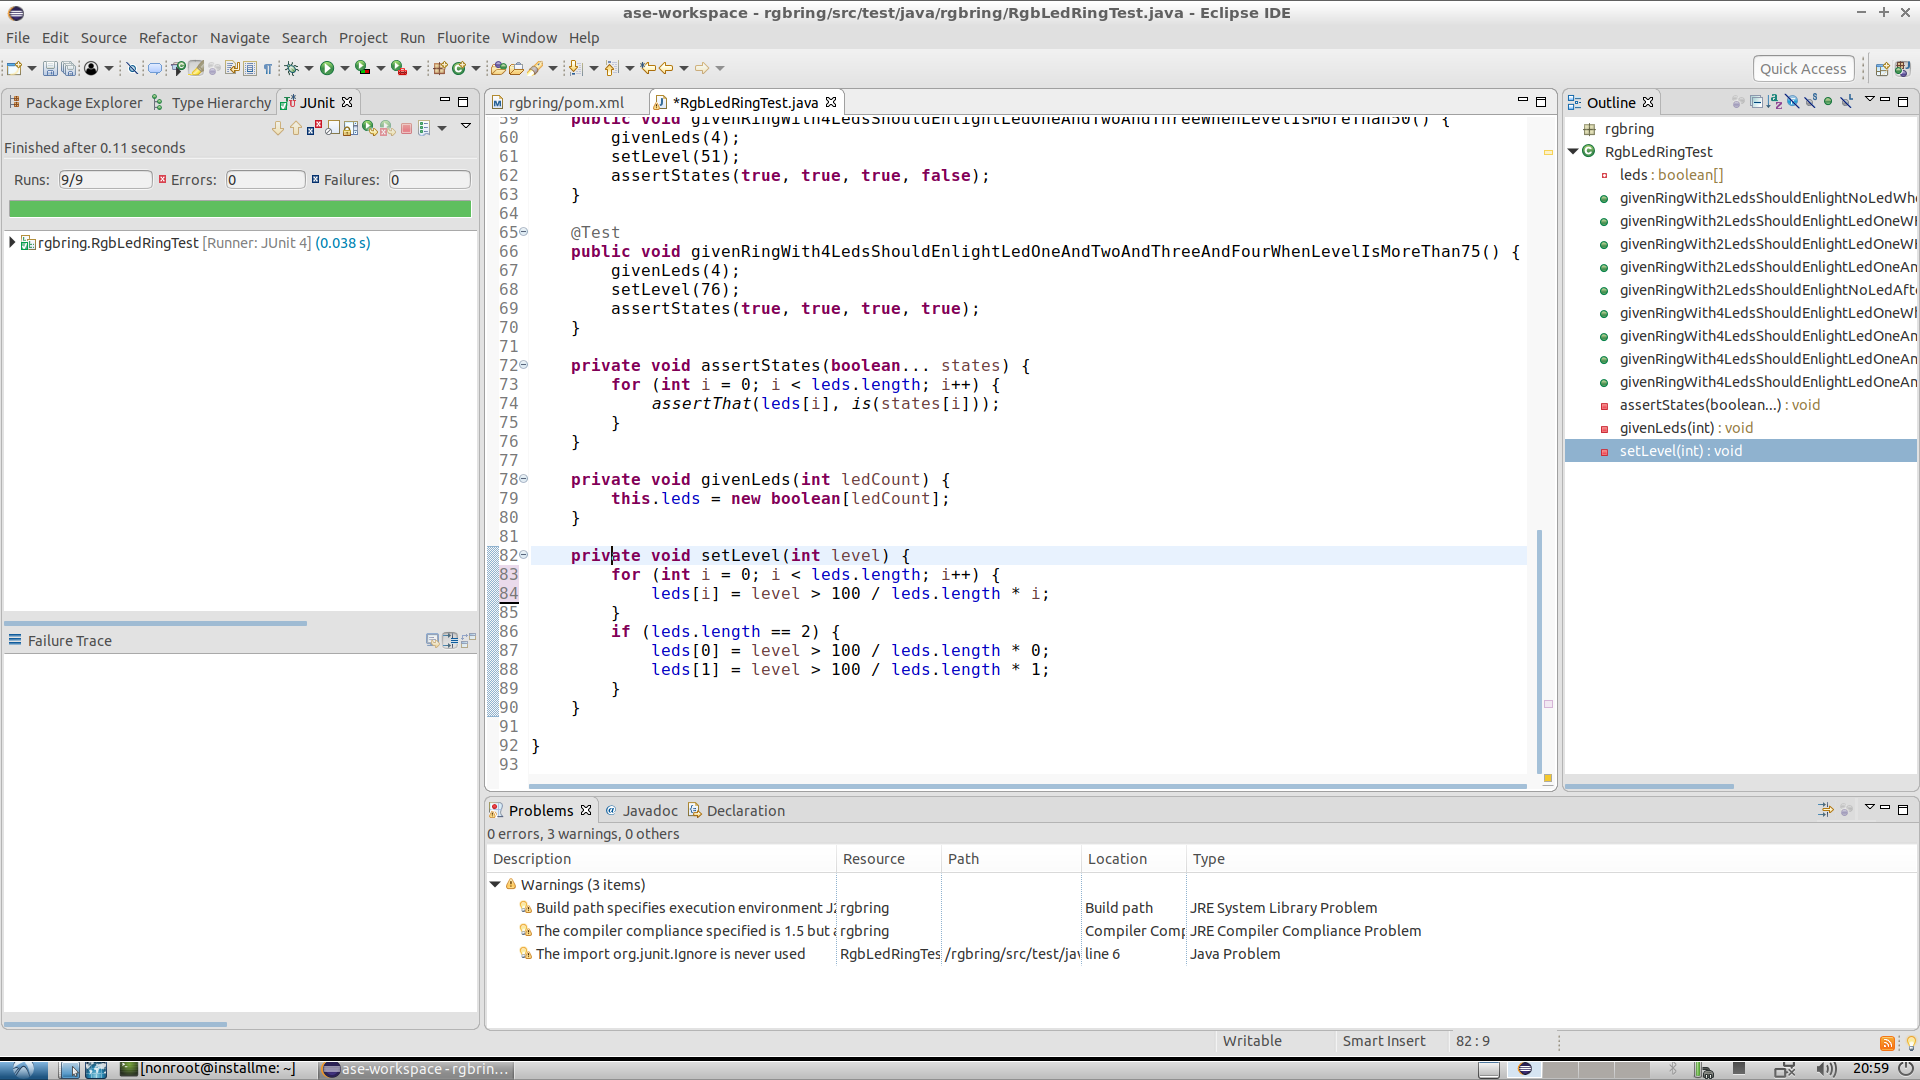 ase-workspace - rgbring/src/test/java/rgbring/RgbLedRingTest.java - Eclipse IDE
File Edit Source Refactor Navigate Search Project Run Fluorite Window Help
Quick Access
Package Explorer Type Hierarchy JUnit
Finished after 0.11 seconds
Runs: 9/9 Errors: 0 Failures: 0
rgbring.RgbLedRingTest [Runner: JUnit 4] (0.038 s)
Failure Trace
rgbring/pom.xml *RgbLedRingTest.java
59 public void givenRingWith4LedsShouldEnlightLedOneAndTwoAndThreeWhenLevelIsMoreThan50() {
60 givenLeds(4);
61 setLevel(51);
62 assertStates(true, true, true, false);
63 }
64
65 @Test
66 public void givenRingWith4LedsShouldEnlightLedOneAndTwoAndThreeAndFourWhenLevelIsMoreThan75() {
67 givenLeds(4);
68 setLevel(76);
69 assertStates(true, true, true, true);
70 }
71
72 private void assertStates(boolean... states) {
73 for (int i = 0; i < leds.length; i++) {
74 assertThat(leds[i], is(states[i]));
75 }
76 }
77
78 private void givenLeds(int ledCount) {
79 this.leds = new boolean[ledCount];
80 }
81
82 private void setLevel(int level) {
83 for (int i = 0; i < leds.length; i++) {
84 leds[i] = level > 100 / leds.length * i;
85 }
86 if (leds.length == 2) {
87 leds[0] = level > 100 / leds.length * 0;
88 leds[1] = level > 100 / leds.length * 1;
89 }
90 }
91
92 }
93
Outline
rgbring
RgbLedRingTest
leds : boolean[]
givenRingWith2LedsShouldEnlightNoLedWh
givenRingWith2LedsShouldEnlightLedOneW
givenRingWith2LedsShouldEnlightLedOneW
givenRingWith2LedsShouldEnlightLedOneAn
givenRingWith2LedsShouldEnlightNoLedAft
givenRingWith4LedsShouldEnlightLedOneW
givenRingWith4LedsShouldEnlightLedOneAn
givenRingWith4LedsShouldEnlightLedOneAn
givenRingWith4LedsShouldEnlightLedOneAn
assertStates(boolean...) : void
givenLeds(int) : void
setLevel(int) : void
Problems @ Javadoc Declaration
0 errors, 3 warnings, 0 others
Description Resource Path Location Type
Warnings (3 items)
Build path specifies execution environment J2 rgbring Build path JRE System Library Problem
The compiler compliance specified is 1.5 but a rgbring Compiler Comp JRE Compiler Compliance Problem
The import org.junit.Ignore is never used RgbLedRingTes /rgbring/src/test/jav line 6 Java Problem
Writable Smart Insert 82 : 9
[nonroot@installme: ~] ase-workspace - rgbrin... 20:59